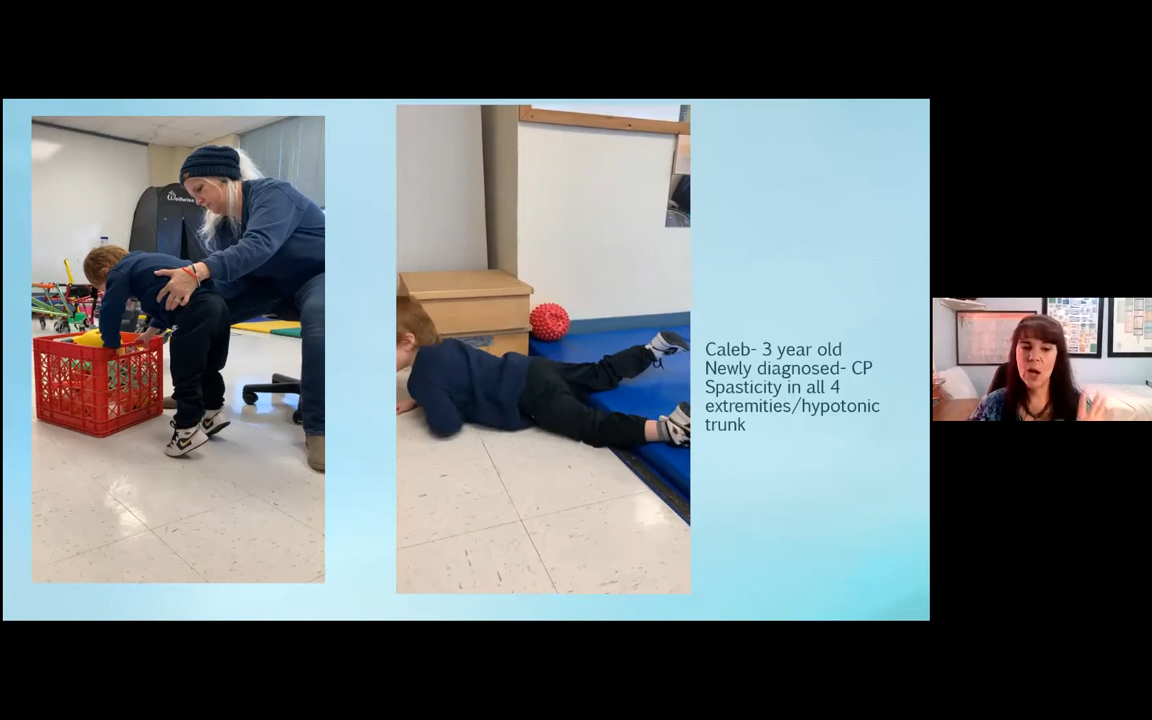 Caleb- 3 year old
Newly diagnosed- CP
Spasticity in all 4
extremities/hypotonic
trunk